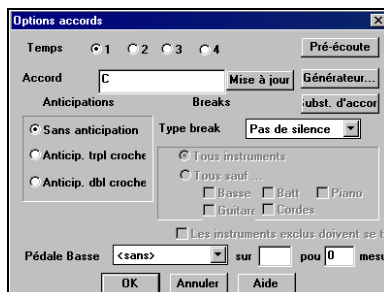 Options accords
Temps 1 2 3 4 Pré-écoute
Accord C Mise à jour Générateur...
Anticipations Breaks ubst. d'accor
Sans anticipation Type break Pas de silence
Anticip. trpl croche Tous instruments
Anticip. dbl croche Tous sauf ...
Basse Batt. Piano
Guitare Cordes
Les instruments exclus doivent se t
Pédale Basse <sans> sur pou 0 mesu
OK Annuler Aide